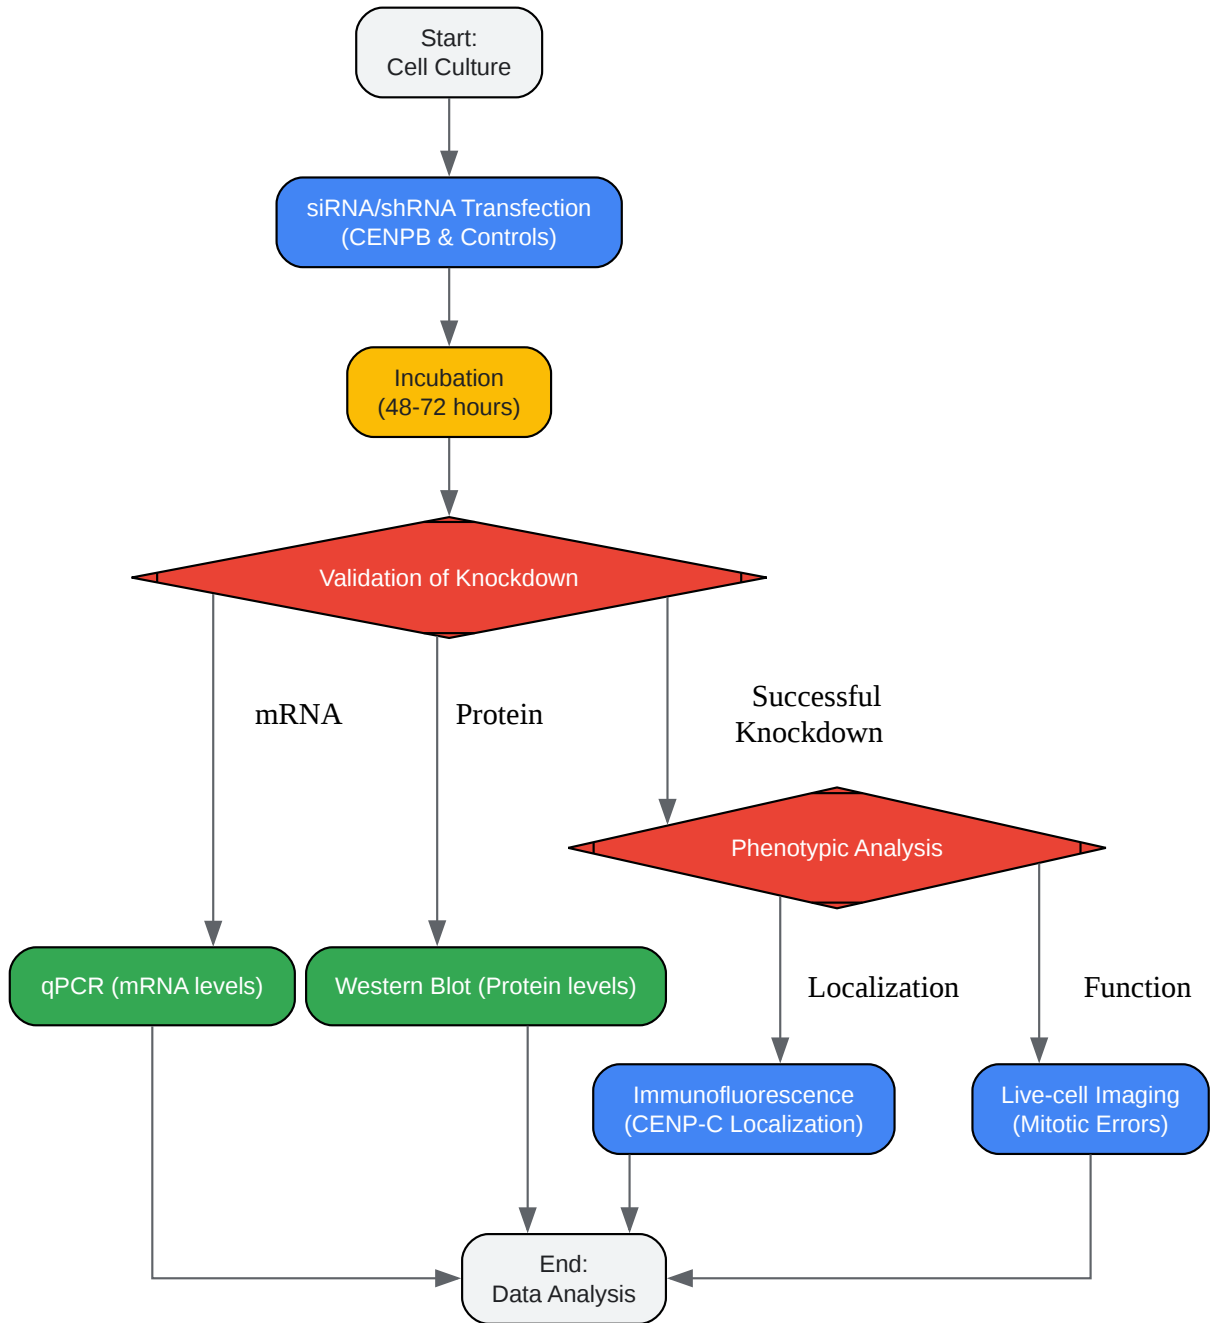 Start:
Cell Culture
siRNA/shRNA Transfection
(CENPB & Controls)
Incubation
(48-72 hours)
Validation of Knockdown
mRNA
Protein
Successful
Knockdown
Phenotypic Analysis
qPCR (mRNA levels)
Western Blot (Protein levels)
Localization
Function
Immunofluorescence
(CENP-C Localization)
Live-cell Imaging
(Mitotic Errors)
End:
Data Analysis